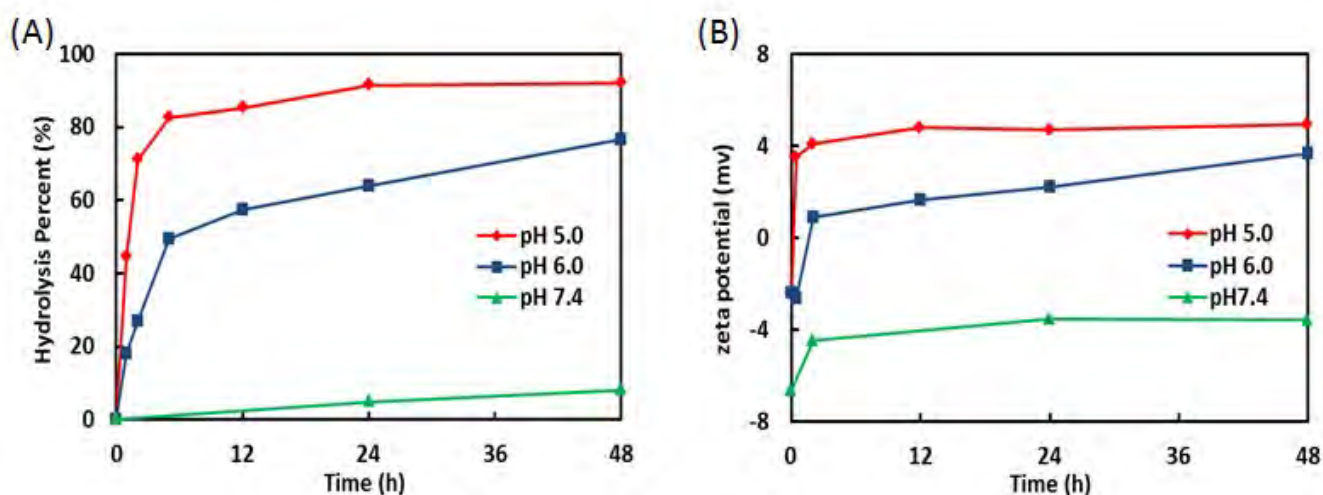 (A)
Hydrolysis Percent (%)
100
80
60
40
20
0
pH 5.0
pH 6.0
pH 7.4
0 12 24 36 48
Time (h)
(B)
zeta potential (mv)
8
4
0
-4
-8
pH 5.0
pH 6.0
pH7.4
0 12 24 36 48
Time (h)